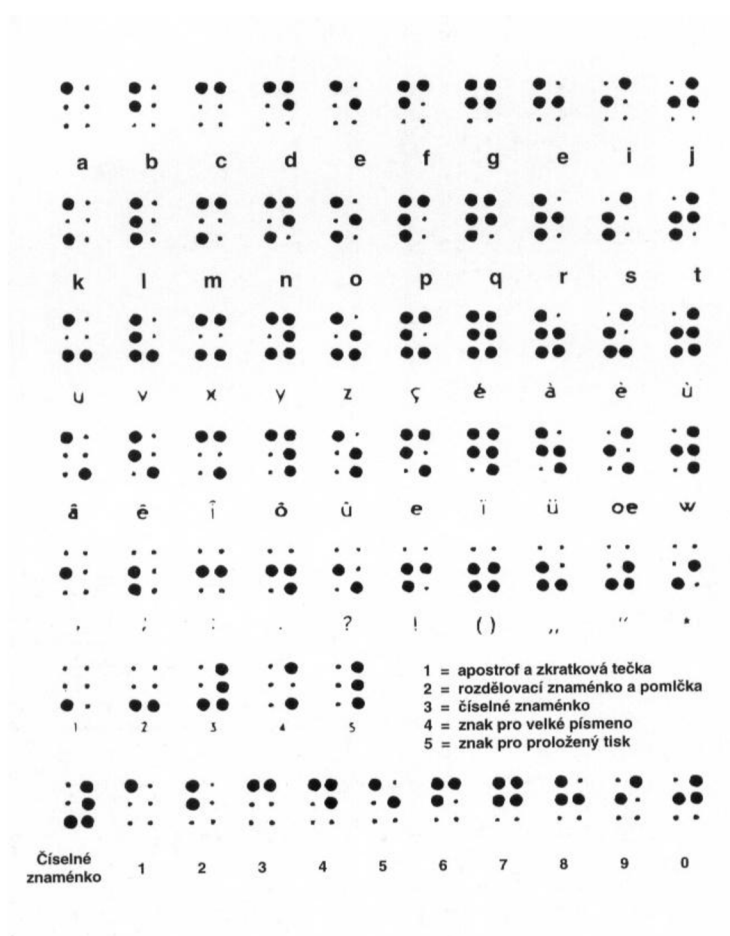 a b c d e f g e i j
k l m n o p q r s t
u v x y z ç é à è ù
â ê î ô û e ï ü oe w
, ; : . ? ! ( ) ,, " *
1 2 3 4 5
1 = apostrof a zkratková tečka
2 = rozdělovací znaménko a pomlčka
3 = číselné znaménko
4 = znak pro velké písmeno
5 = znak pro proložený tisk
Číselné
znaménko 1 2 3 4 5 6 7 8 9 0